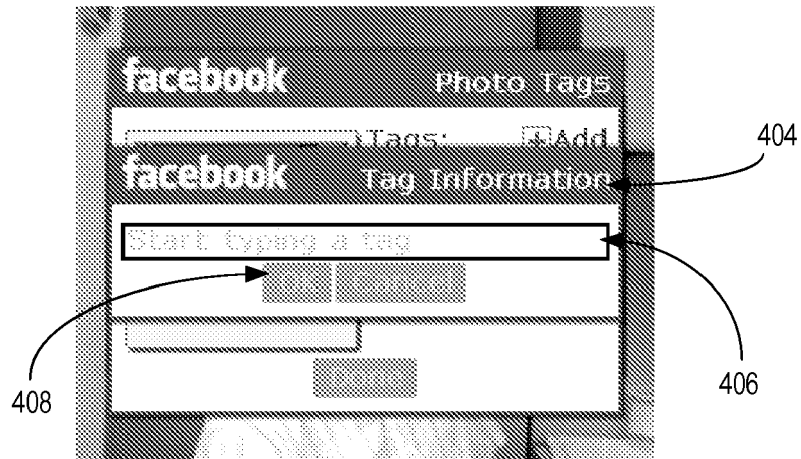 facebook Photo Tags
Tags: Add
facebook Tag Information
404
Start typing a tag
408
406